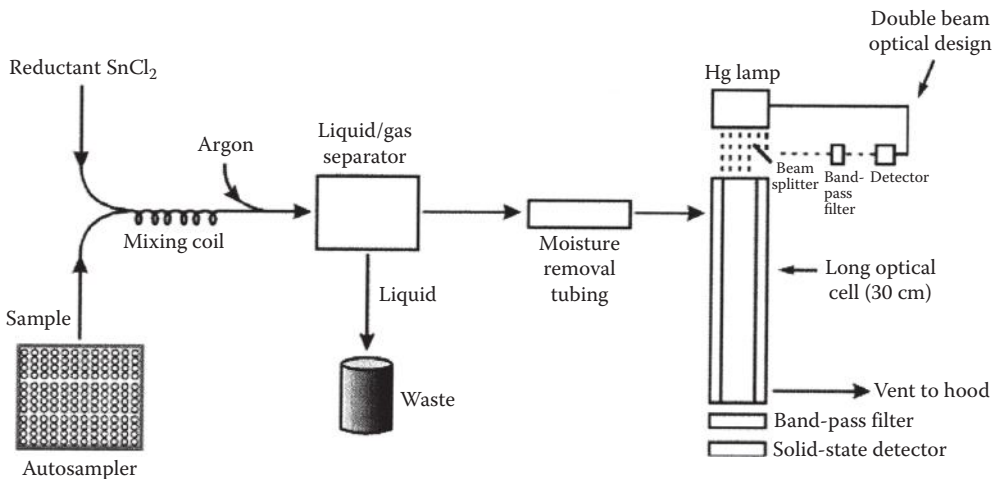 Double beam
optical design
Reductant SnCl₂
Hg lamp
Liquid/gas
separator
Argon
Beam
splitter
Band-
pass
filter
Detector
Mixing coil
Moisture
removal
tubing
Long optical
cell (30 cm)
Liquid
Sample
Waste
Vent to hood
Band-pass filter
Solid-state detector
Autosampler